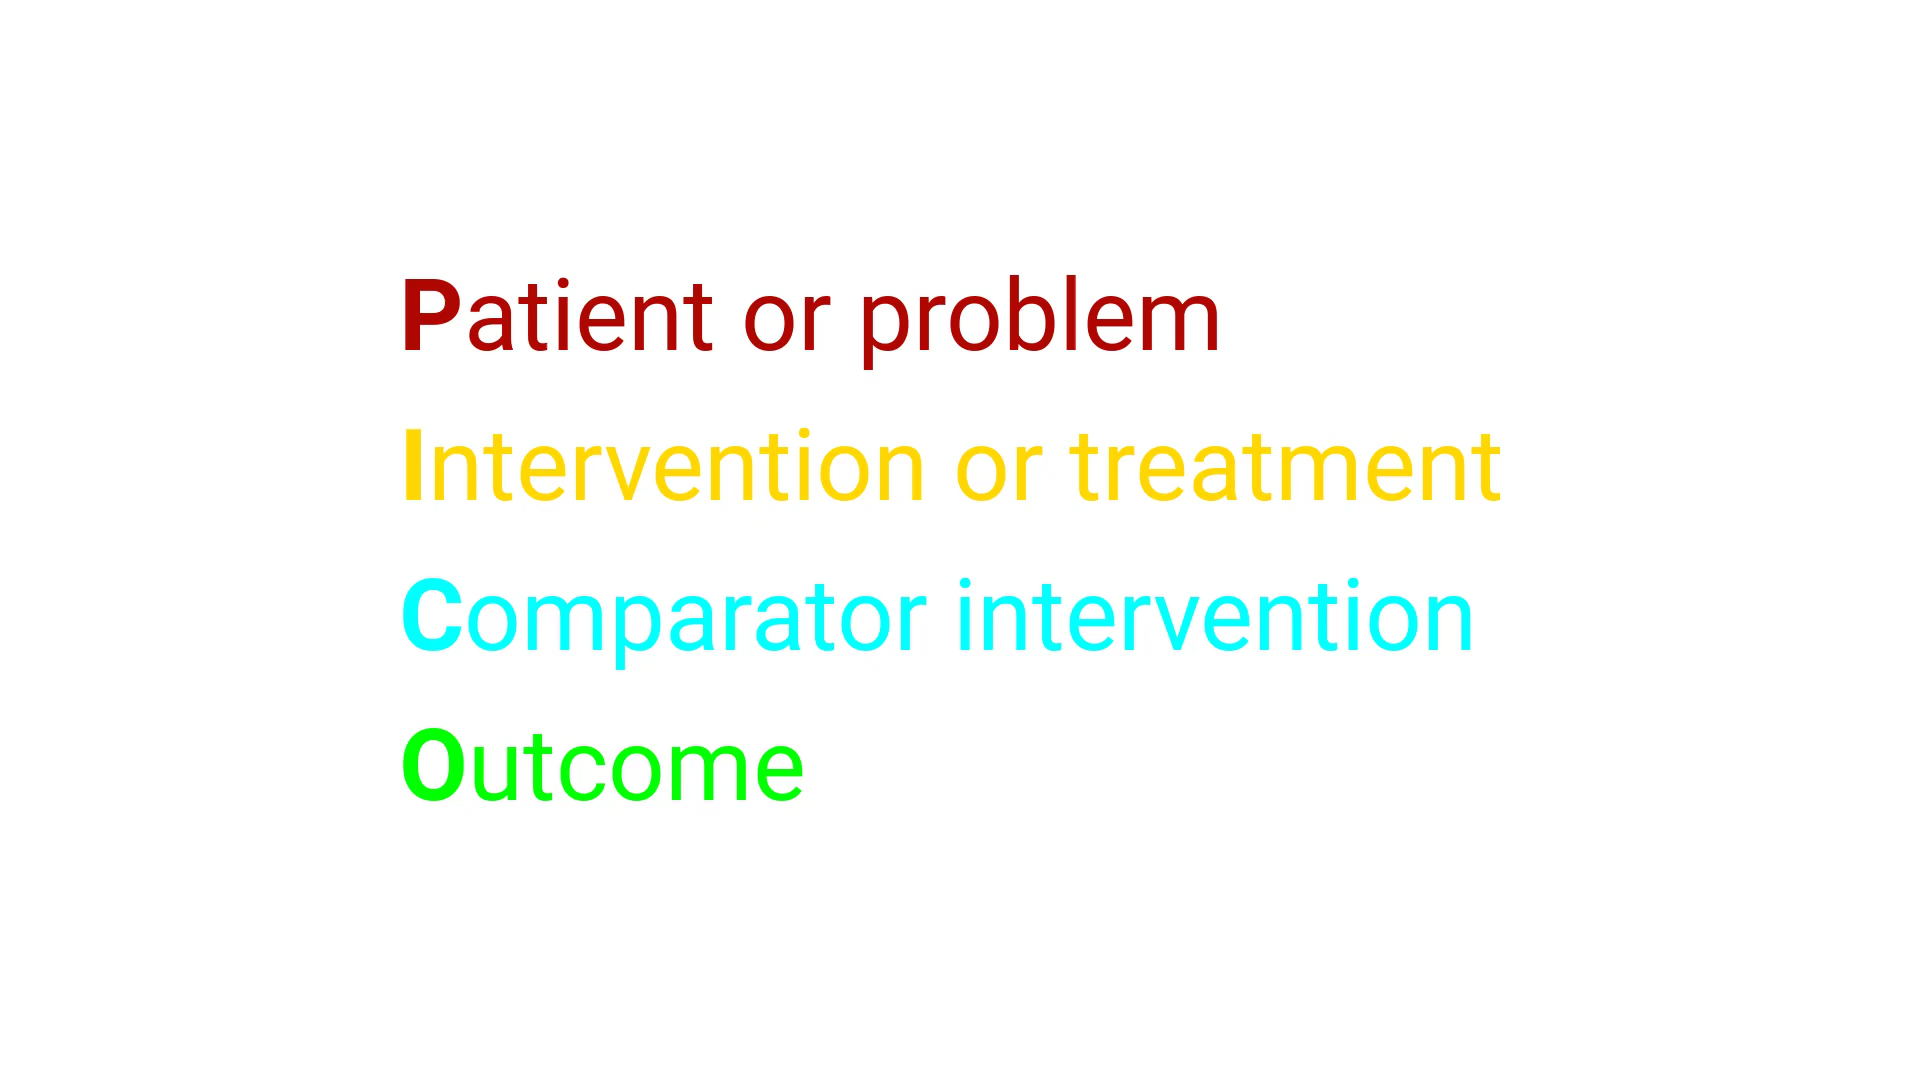 Patient or problem
Intervention or treatment
Comparator intervention
Outcome